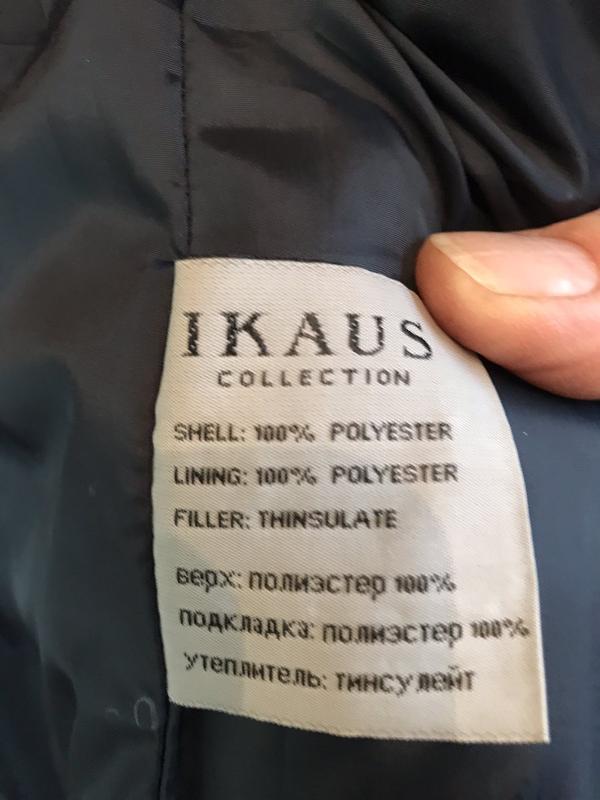 IKAUS
COLLECTION
SHELL: 100% POLYESTER
LINING: 100% POLYESTER
FILLER: THINSULATE
верх: полиэстер 100%
подкладка: полиэстер 100%
утеплитель: тинсулейт